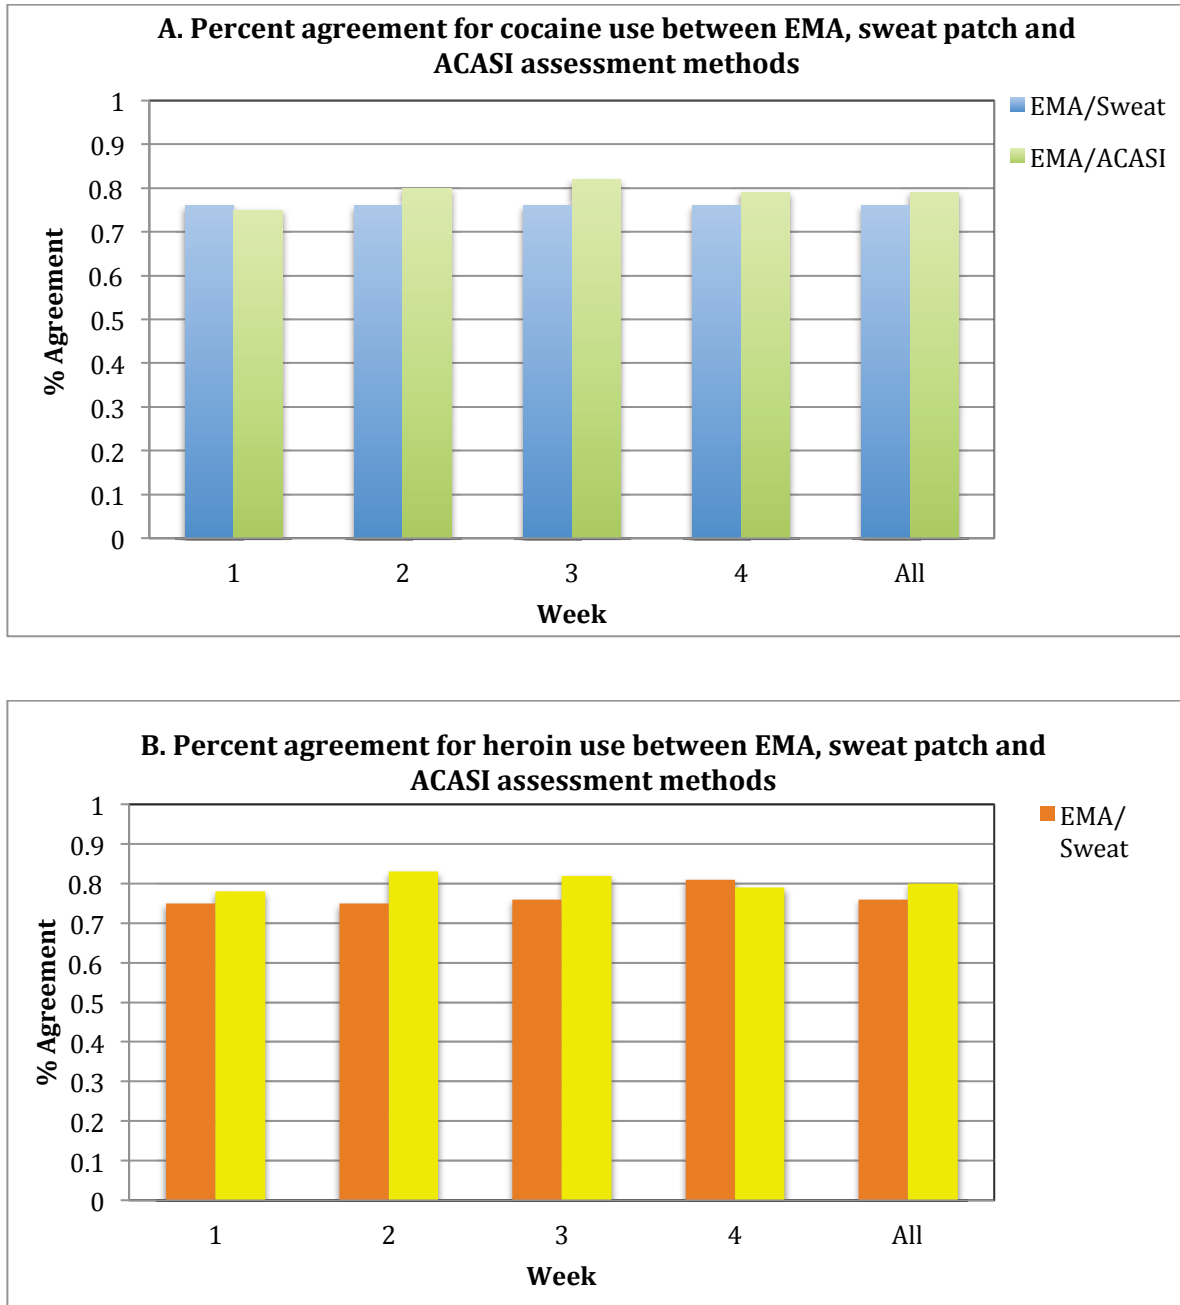 A. Percent agreement for cocaine use between EMA, sweat patch and
ACASI assessment methods
1
0.9
0.8
0.7
0.6
0.5
0.4
0.3
0.2
0.1
0
% Agreement
1 2 3 4 All
Week
EMA/Sweat
EMA/ACASI
B. Percent agreement for heroin use between EMA, sweat patch and
ACASI assessment methods
1
0.9
0.8
0.7
0.6
0.5
0.4
0.3
0.2
0.1
0
% Agreement
1 2 3 4 All
Week
EMA/
Sweat